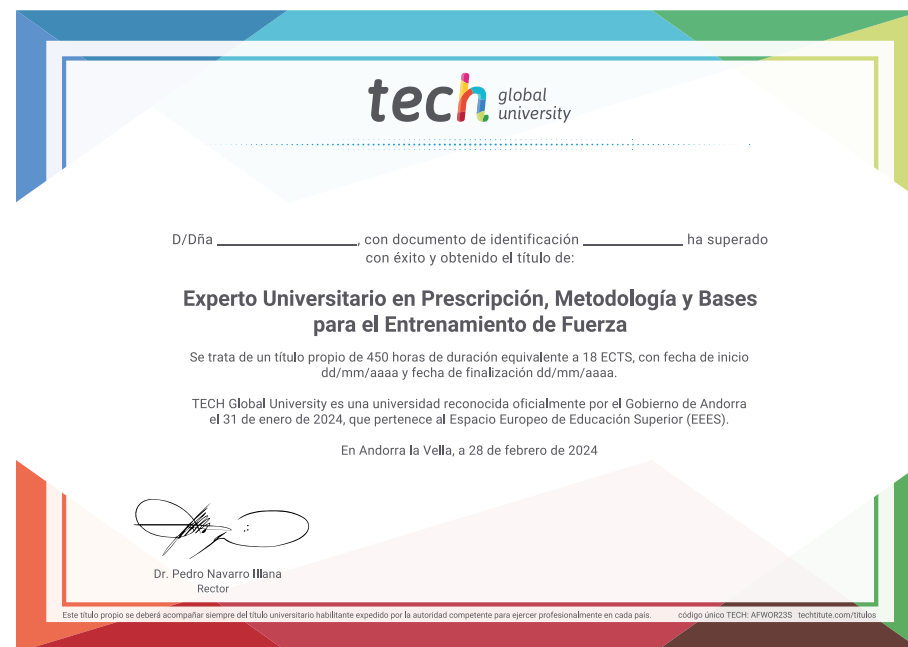 tech global university
D/Dña ____________, con documento de identificación ____________ ha superado
con éxito y obtenido el título de:
Experto Universitario en Prescripción, Metodología y Bases
para el Entrenamiento de Fuerza
Se trata de un título propio de 450 horas de duración equivalente a 18 ECTS, con fecha de inicio
dd/mm/aaaa y fecha de finalización dd/mm/aaaa.
TECH Global University es una universidad reconocida oficialmente por el Gobierno de Andorra
el 31 de enero de 2024, que pertenece al Espacio Europeo de Educación Superior (EEES).
En Andorra la Vella, a 28 de febrero de 2024
Dr. Pedro Navarro Illana
Rector
Este título propio se deberá acompañar siempre del título universitario habilitante expedido por la autoridad competente para ejercer profesionalmente en cada país. código único TECH: AFWOR23S techtitute.com/titulos